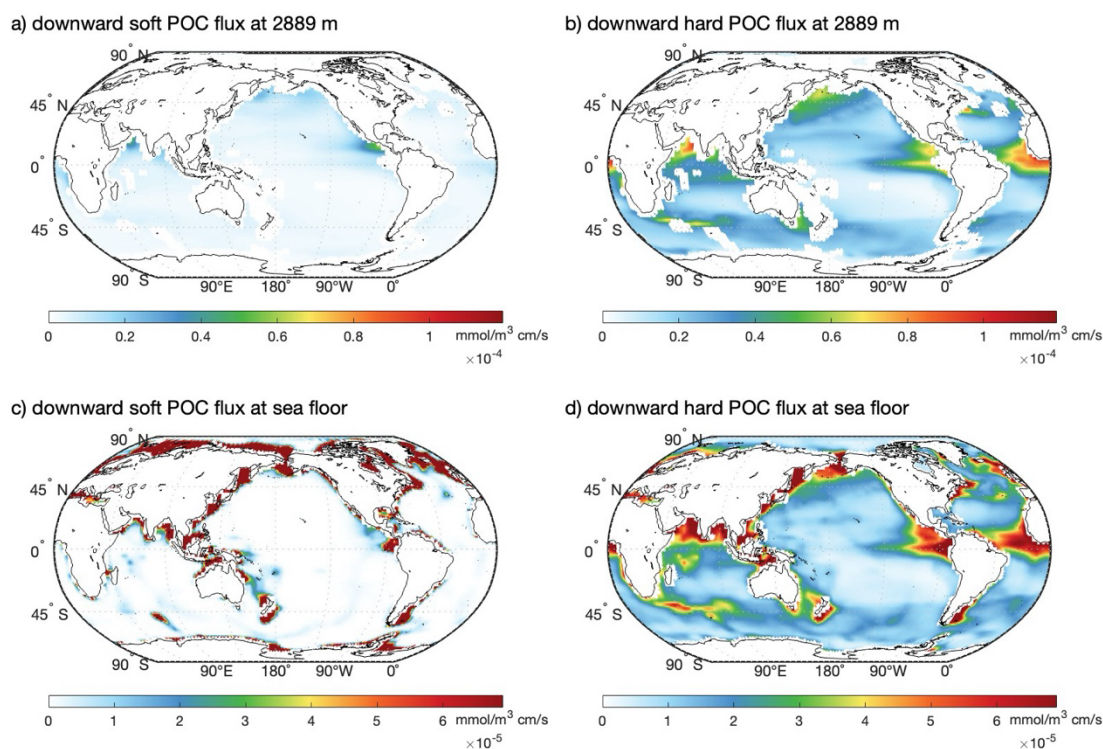 a) downward soft POC flux at 2889 m
90° N
45° N
0°
45° S
90° S
90°E 180° 90°W 0°
0 0.2 0.4 0.6 0.8 1 mmol/m³ cm/s
×10⁻⁴
b) downward hard POC flux at 2889 m
90° N
45° N
0°
45° S
90° S
90°E 180° 90°W 0°
0 0.2 0.4 0.6 0.8 1 mmol/m³ cm/s
×10⁻⁴
c) downward soft POC flux at sea floor
90° N
45° N
0°
45° S
90° S
90°E 180° 90°W 0°
0 1 2 3 4 5 6 mmol/m³ cm/s
×10⁻⁵
d) downward hard POC flux at sea floor
90° N
45° N
0°
45° S
90° S
90°E 180° 90°W 0°
0 1 2 3 4 5 6 mmol/m³ cm/s
×10⁻⁵